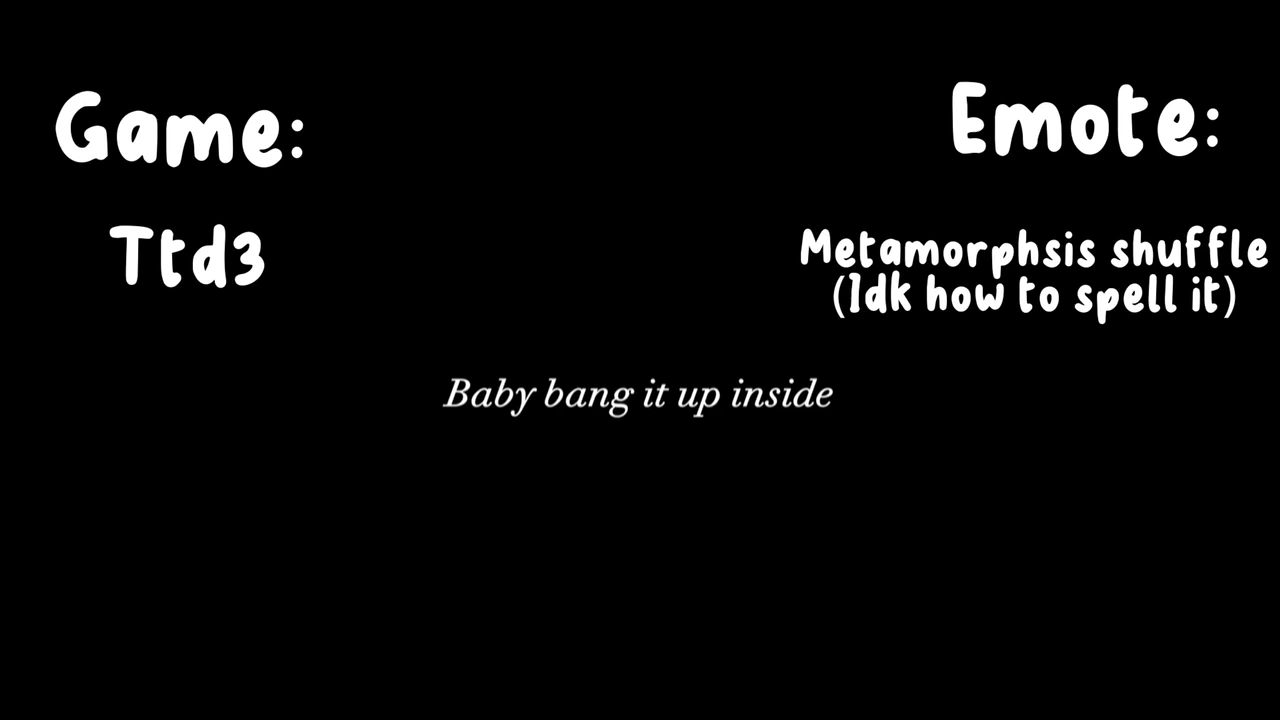 Game:
Emote:
Ttd3
Metamorphsis shuffle
(Idk how to spell it)
Baby bang it up inside